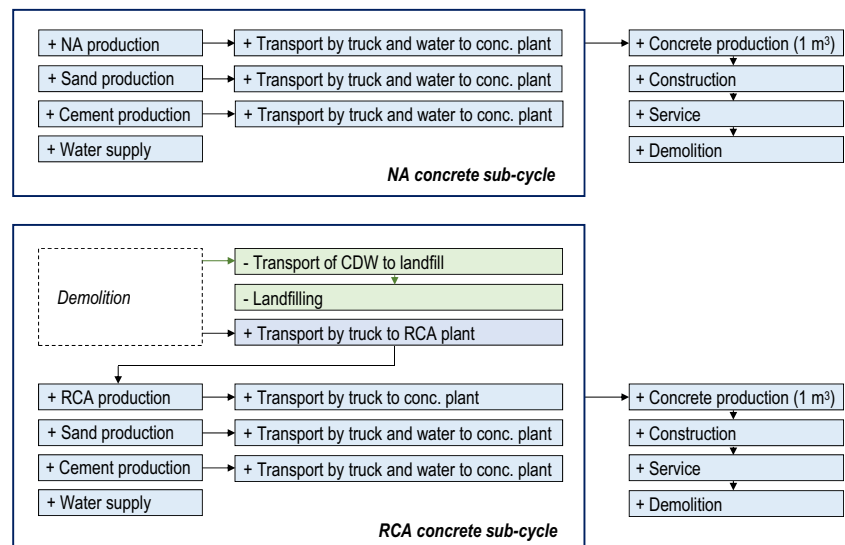 + NA production
+ Transport by truck and water to conc. plant
+ Concrete production (1 m³)
+ Sand production
+ Transport by truck and water to conc. plant
+ Construction
+ Cement production
+ Transport by truck and water to conc. plant
+ Service
+ Water supply
+ Demolition
NA concrete sub-cycle
- Transport of CDW to landfill
Demolition
- Landfilling
+ Transport by truck to RCA plant
+ RCA production
+ Transport by truck to conc. plant
+ Concrete production (1 m³)
+ Sand production
+ Transport by truck and water to conc. plant
+ Construction
+ Cement production
+ Transport by truck and water to conc. plant
+ Service
+ Water supply
+ Demolition
RCA concrete sub-cycle